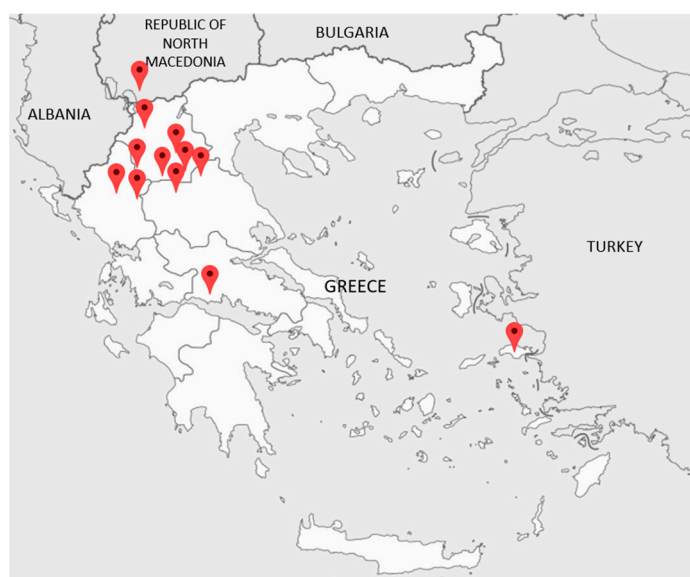 REPUBLIC OF
NORTH
MACEDONIA
BULGARIA
ALBANIA
TURKEY
GREECE